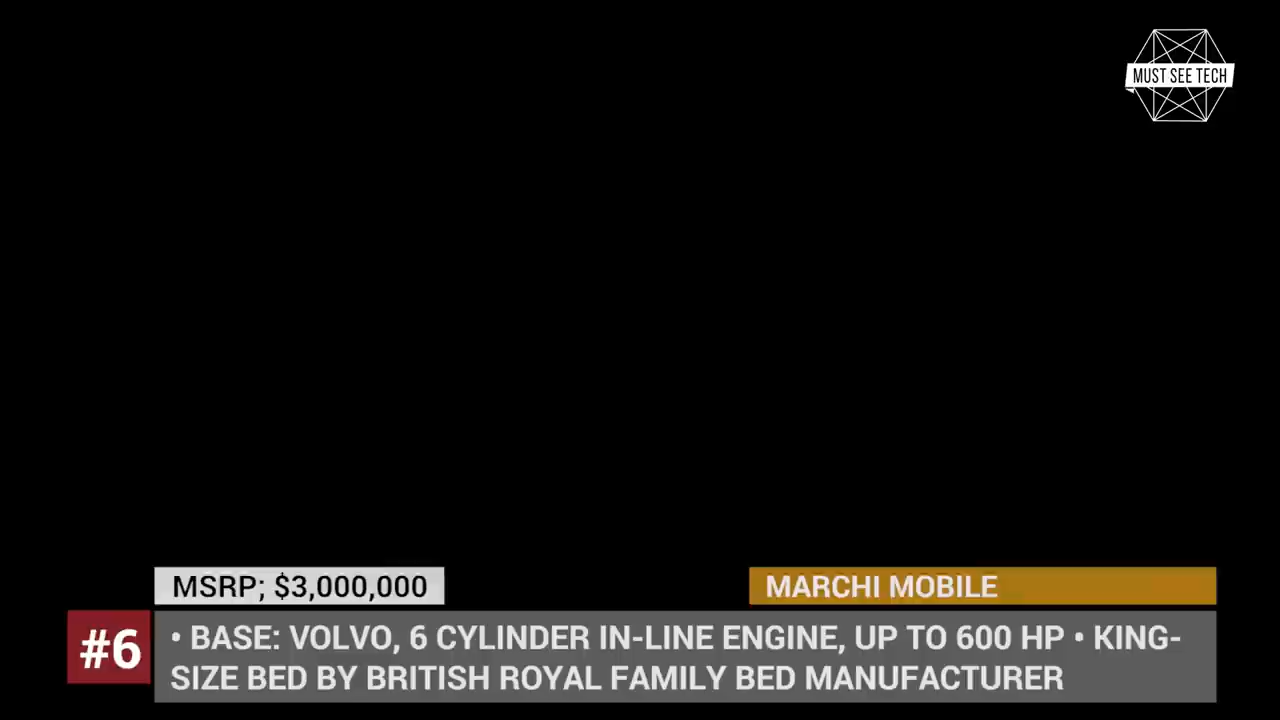 MUST SEE TECH
MSRP; $3,000,000
MARCHI MOBILE
#6
• BASE: VOLVO, 6 CYLINDER IN-LINE ENGINE, UP TO 600 HP • KING-
SIZE BED BY BRITISH ROYAL FAMILY BED MANUFACTURER